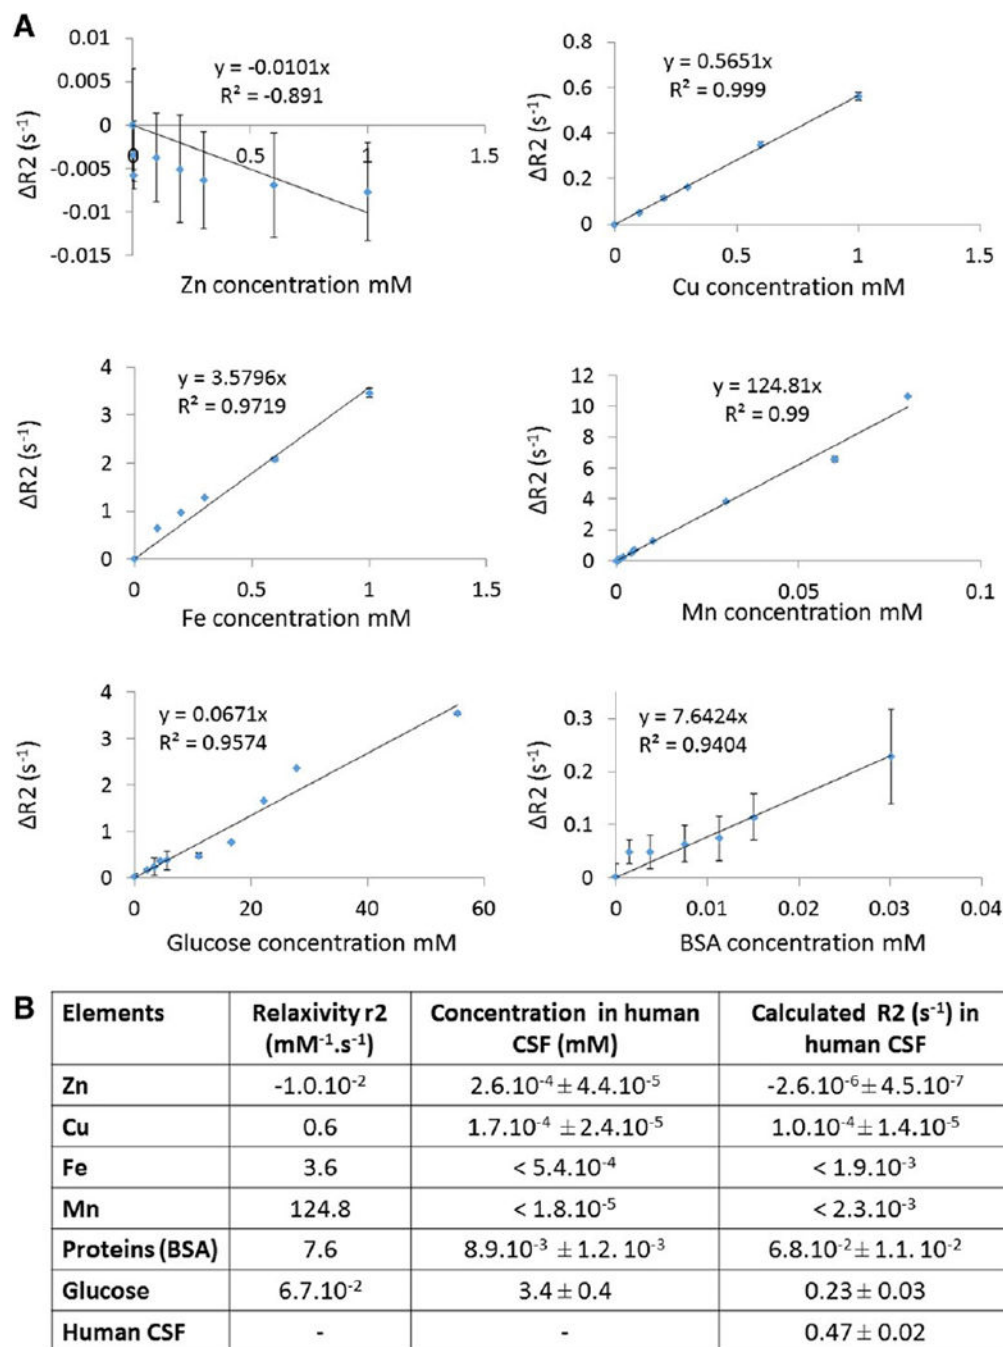 A
0.01
0.005
0
-0.005
-0.01
-0.015
0.5
1
1.5
y = -0.0101x
R² = -0.891
ΔR2 (s⁻¹)
Zn concentration mM
0.8
0.6
0.4
0.2
0
0
0.5
1
1.5
y = 0.5651x
R² = 0.999
ΔR2 (s⁻¹)
Cu concentration mM
4
3
2
1
0
0
0.5
1
1.5
y = 3.5796x
R² = 0.9719
ΔR2 (s⁻¹)
Fe concentration mM
12
10
8
6
4
2
0
0
0.05
0.1
y = 124.81x
R² = 0.99
ΔR2 (s⁻¹)
Mn concentration mM
4
3
2
1
0
0
20
40
60
y = 0.0671x
R² = 0.9574
ΔR2 (s⁻¹)
Glucose concentration mM
0.3
0.2
0.1
0
0
0.01
0.02
0.03
0.04
y = 7.6424x
R² = 0.9404
ΔR2 (s⁻¹)
BSA concentration mM
B
Elements Relaxivity r2 Concentration in human Calculated R2 (s⁻¹) in
(mM⁻¹.s⁻¹) CSF (mM) human CSF
Zn -1.0.10⁻² 2.6.10⁻⁴ ± 4.4.10⁻⁵ -2.6.10⁻⁶ ± 4.5.10⁻⁷
Cu 0.6 1.7.10⁻⁴ ± 2.4.10⁻⁵ 1.0.10⁻⁴ ± 1.4.10⁻⁵
Fe 3.6 < 5.4.10⁻⁴ < 1.9.10⁻³
Mn 124.8 < 1.8.10⁻⁵ < 2.3.10⁻³
Proteins (BSA) 7.6 8.9.10⁻³ ± 1.2. 10⁻³ 6.8.10⁻² ± 1.1. 10⁻²
Glucose 6.7.10⁻² 3.4 ± 0.4 0.23 ± 0.03
Human CSF - - 0.47 ± 0.02